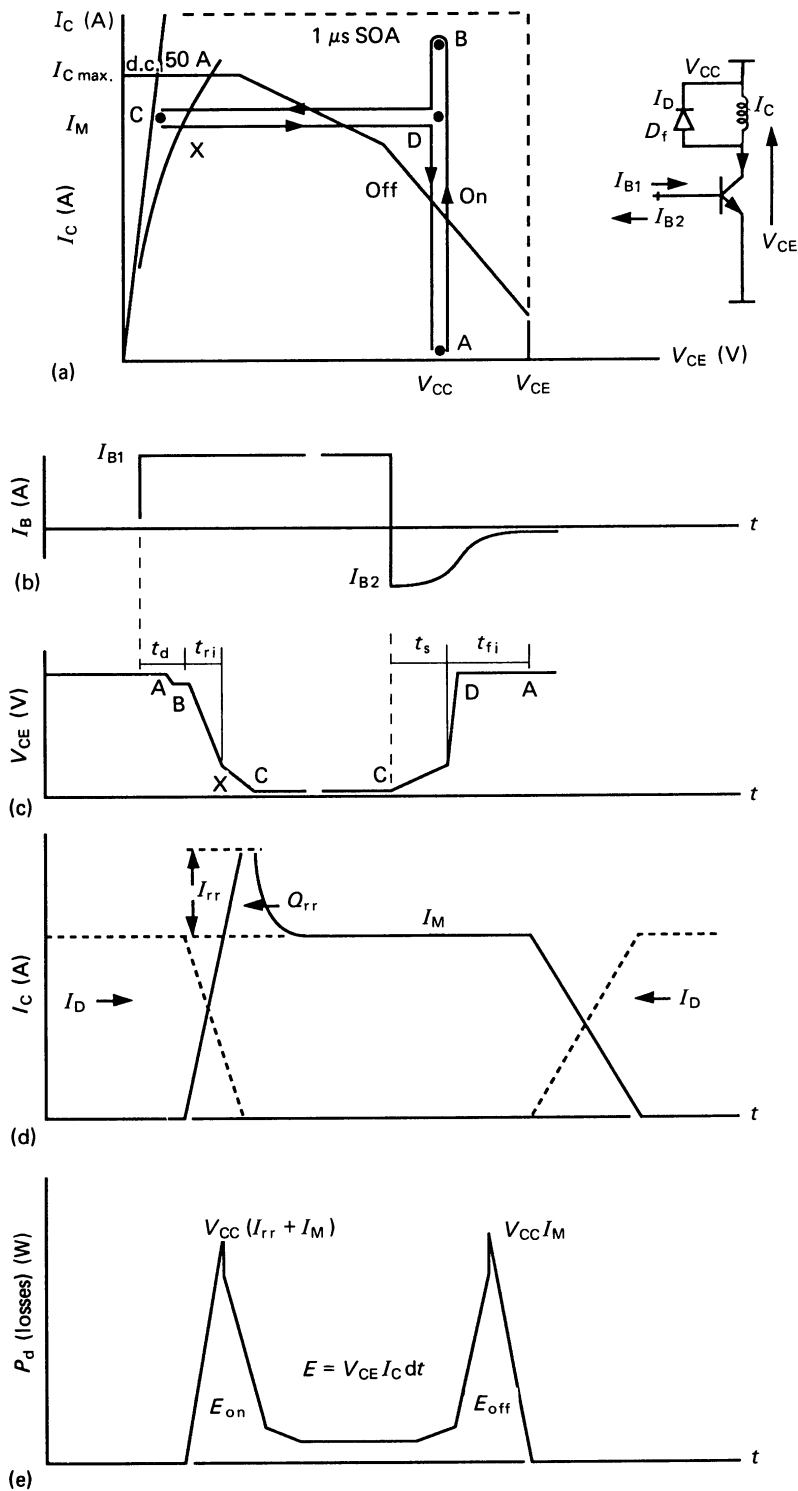 I_C (A)
1 μs SOA
B
d.c. 50 A
I_C max.
V_CC
C
I_D
I_C
I_M
D
D_f
X
Off
On
I_B1
I_C (A)
I_B2
V_CE
A
V_CE (V)
(a)
V_CC
V_CE
I_B1
I_B (A)
t
I_B2
(b)
t_d
t_ri
t_s
t_fi
A
B
D
A
V_CE (V)
X
C
C
t
(c)
I_rr
Q_rr
I_M
I_C (A)
I_D
I_D
t
(d)
V_CC (I_rr + I_M)
V_CC I_M
P_d (losses) (W)
E = V_CE I_C dt
E_on
E_off
t
(e)